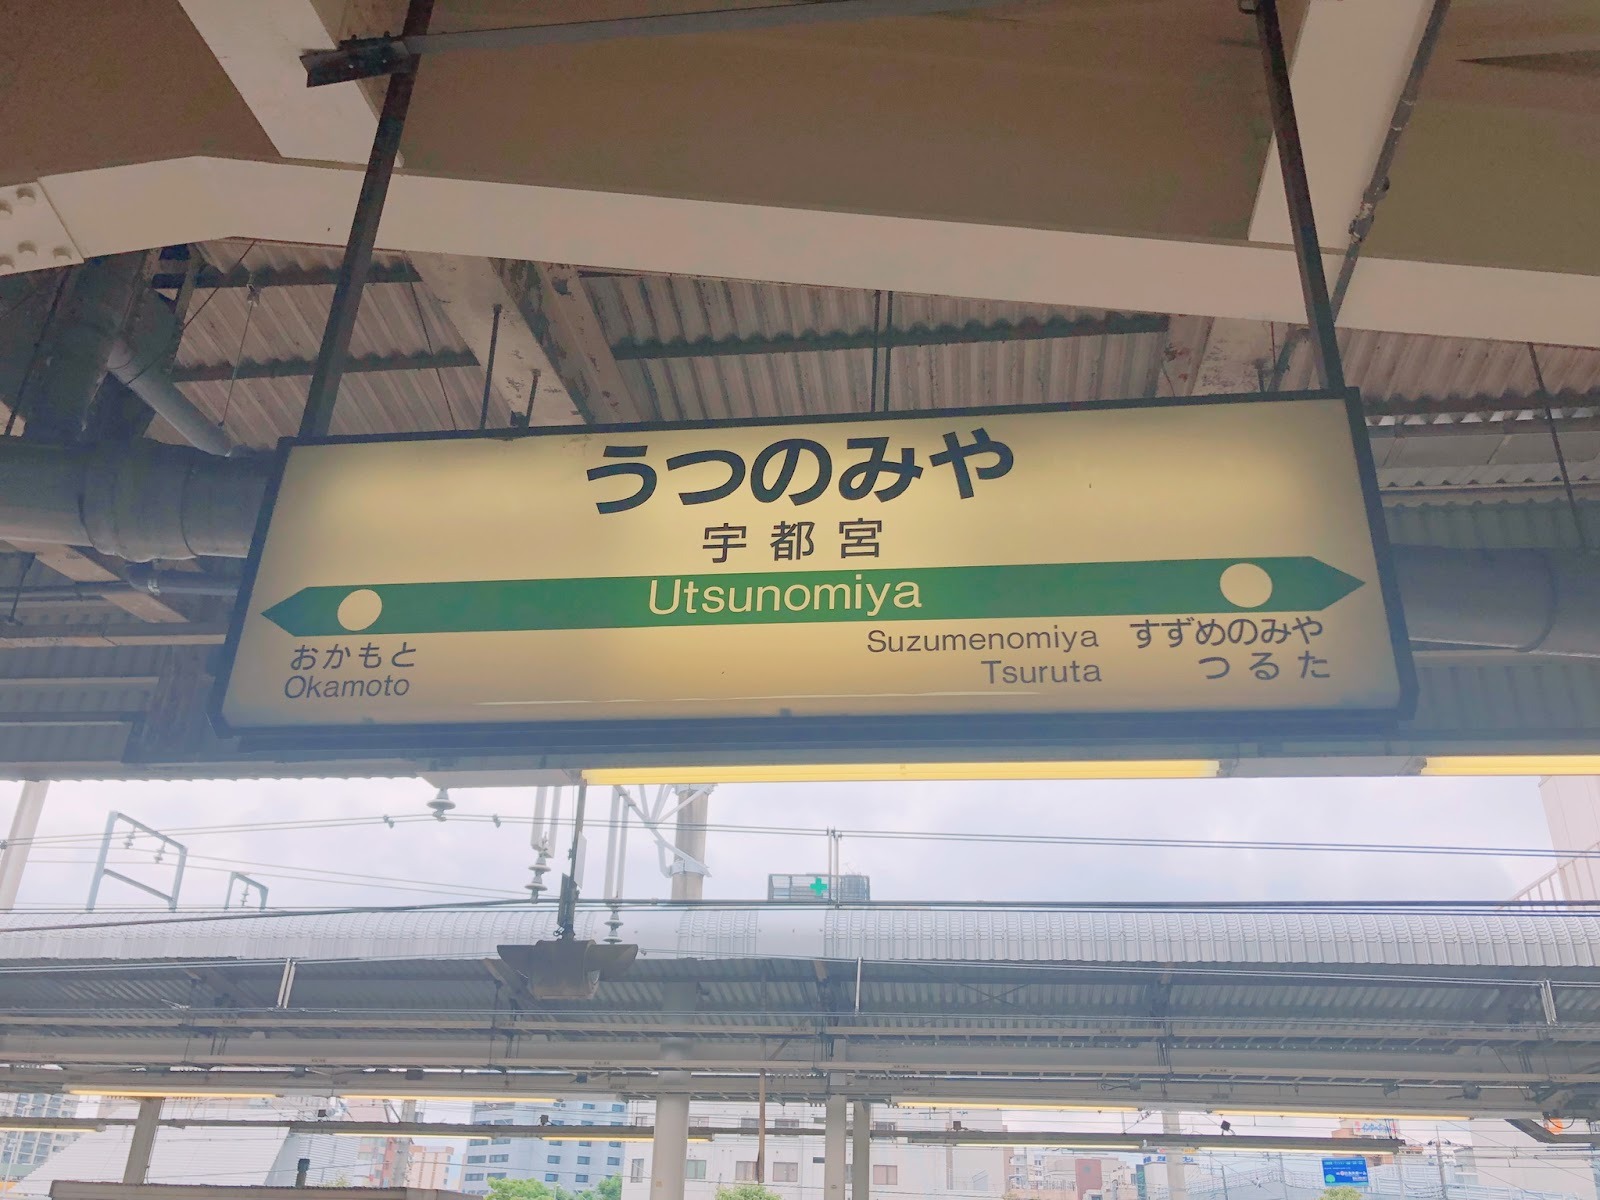 うつのみや
宇都宮
Utsunomiya
おかもと
Okamoto
Suzumenomiya すずめのみや
Tsuruta つるた